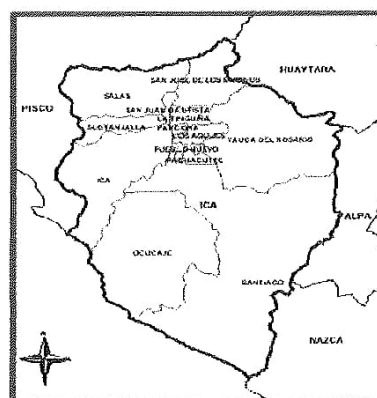 SAN JOSE DE LOS MOLINOS
HUAYTARA
SALAS
PISCO
SAN JUAN BAUTISTA
LA TINGUIÑA
SUBTANJALLA
PARCONA
LOS AQUIJES
YAUCA DEL ROSARIO
PUEBLO NUEVO
PACHACUTEC
ICA
ICA
ALPA
OCUCAJE
SANTIAGO
NAZCA